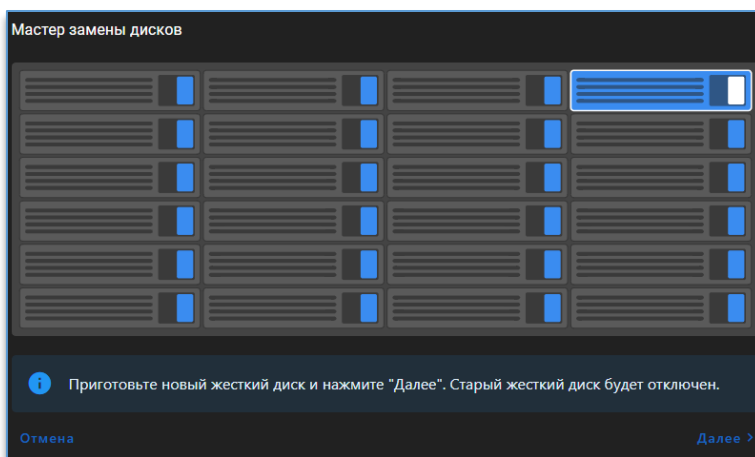 Мастер замены дисков
Приготовьте новый жесткий диск и нажмите "Далее". Старый жесткий диск будет отключен.
Отмена
Далее